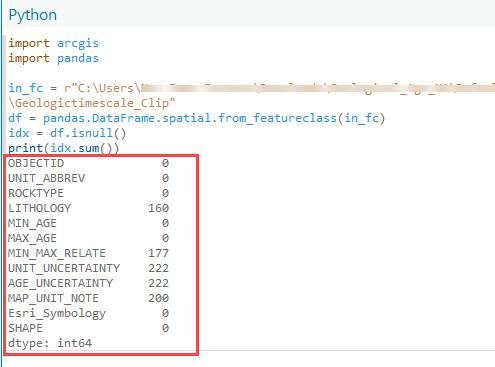 Python
import arcgis
import pandas
in_fc = r"C:\Users\
\Geologictimescale_Clip"
df = pandas.DataFrame.spatial.from_featureclass(in_fc)
idx = df.isnull()
print(idx.sum())
OBJECTID 0
UNIT_ABBREV 0
ROCKTYPE 0
LITHOLOGY 160
MIN_AGE 0
MAX_AGE 0
MIN_MAX_RELATE 177
UNIT_UNCERTAINTY 222
AGE_UNCERTAINTY 222
MAP_UNIT_NOTE 200
Esri_Symbology 0
SHAPE 0
dtype: int64